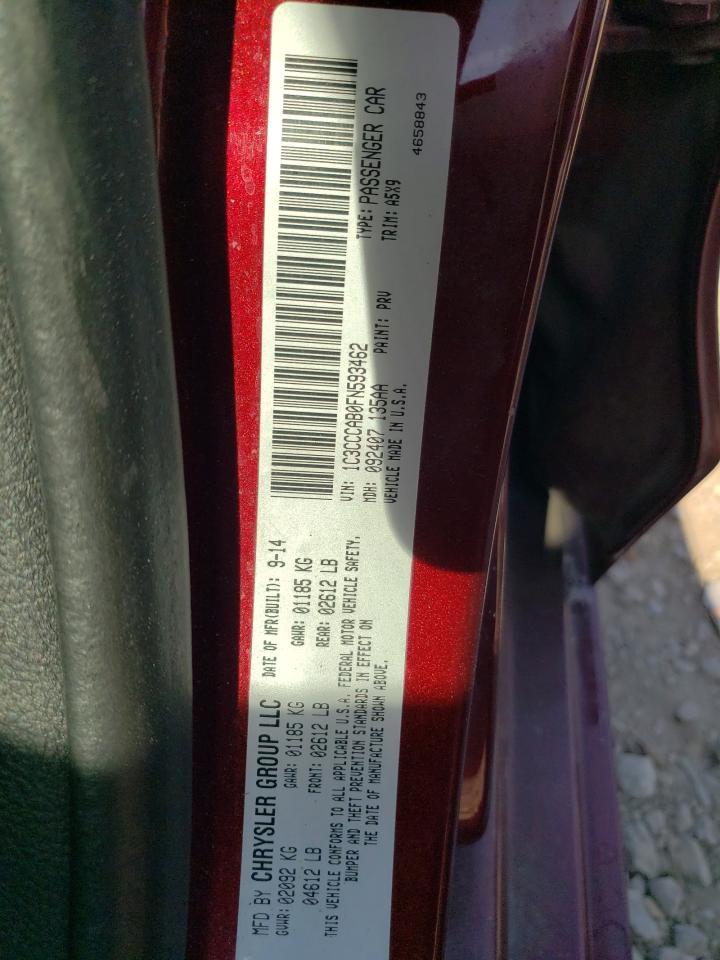 MFD BY CHRYSLER GROUP LLC DATE OF MFR(BUILT): 9-14
GVWR: 02092 KG GAWR: 01185 KG GAWR: 01185 KG
04612 LB FRONT: 02612 LB REAR: 02612 LB
THIS VEHICLE CONFORMS TO ALL APPLICABLE U.S.A. FEDERAL MOTOR VEHICLE SAFETY,
BUMPER AND THEFT PREVENTION STANDARDS IN EFFECT ON
THE DATE OF MANUFACTURE SHOWN ABOVE.
VIN: 1C3CCCAB0FN593462 TYPE: PASSENGER CAR
MDH: 092407 135AA PAINT: PRV TRIM: A5X9
VEHICLE MADE IN U.S.A.
4658843